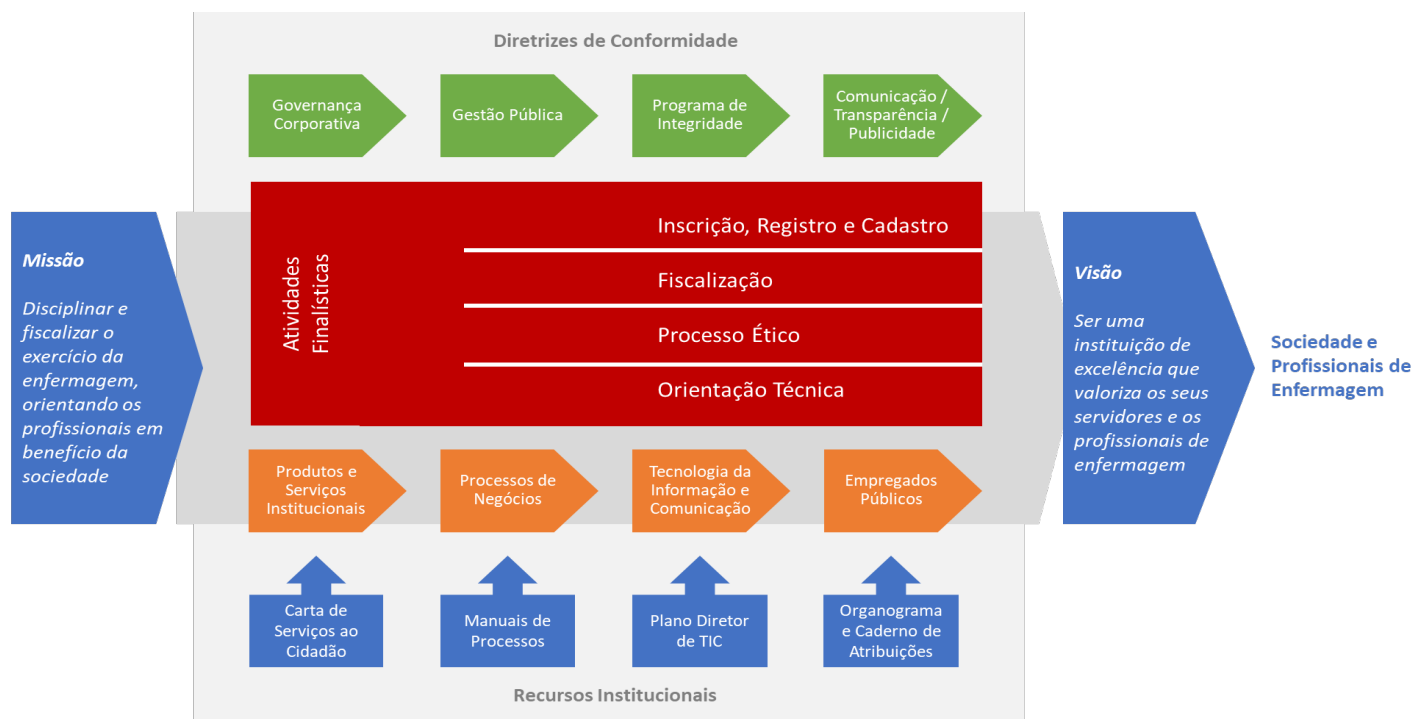 Diretrizes de Conformidade
Governança
Corporativa
Gestão Pública
Programa de
Integridade
Comunicação /
Transparência /
Publicidade
Missão
Disciplinar e
fiscalizar o
exercício da
enfermagem,
orientando os
profissionais em
benefício da
sociedade
Atividades
Finalísticas
Inscrição, Registro e Cadastro
Fiscalização
Processo Ético
Orientação Técnica
Visão
Ser uma
instituição de
excelência que
valoriza os seus
servidores e os
profissionais de
enfermagem
Sociedade e
Profissionais de
Enfermagem
Produtos e
Serviços
Institucionais
Processos de
Negócios
Tecnologia da
Informação e
Comunicação
Empregados
Públicos
Carta de
Serviços ao
Cidadão
Manuais de
Processos
Plano Diretor
de TIC
Organograma
e Caderno de
Atribuições
Recursos Institucionais